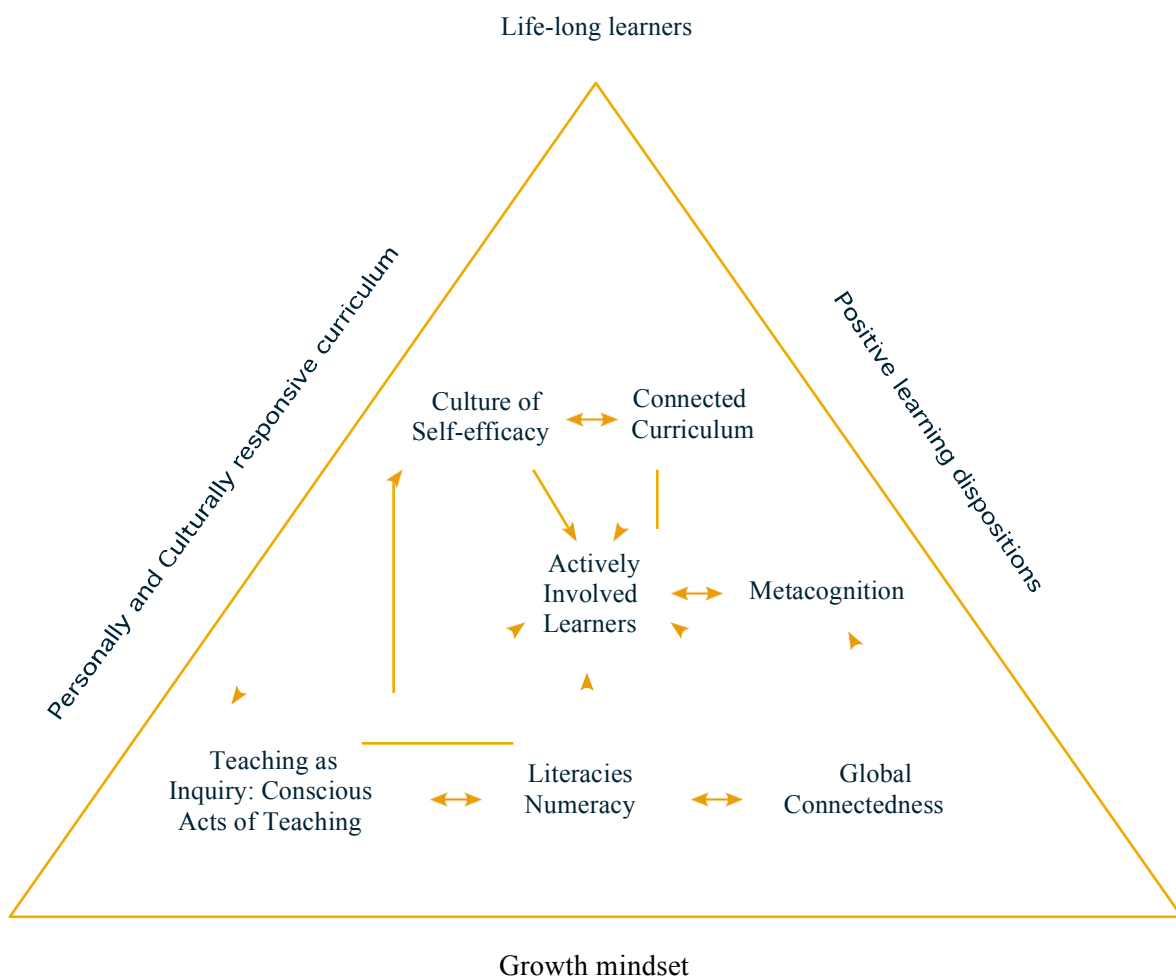 Life-long learners
Personally and Culturally responsive curriculum
Positive learning dispositions
Culture of
Self-efficacy
Connected
Curriculum
Actively
Involved
Learners
Metacognition
Teaching as
Inquiry: Conscious
Acts of Teaching
Literacies
Numeracy
Global
Connectedness
Growth mindset